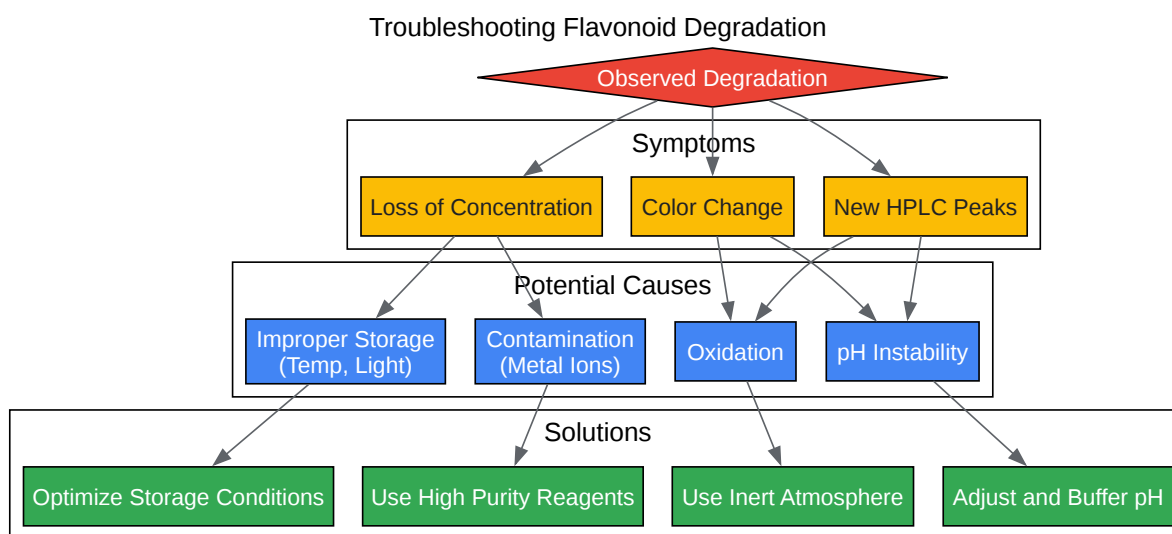 Troubleshooting Flavonoid Degradation
Observed Degradation
Symptoms
Loss of Concentration
Color Change
New HPLC Peaks
Potential Causes
Improper Storage
(Temp, Light)
Contamination
(Metal Ions)
Oxidation
pH Instability
Solutions
Optimize Storage Conditions
Use High Purity Reagents
Use Inert Atmosphere
Adjust and Buffer pH